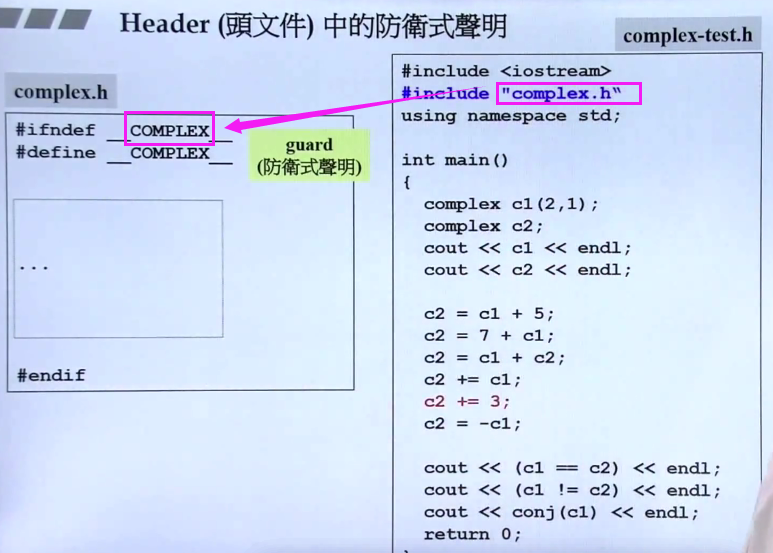 Header (頭文件) 中的防衛式聲明
complex.h
#ifndef __COMPLEX__
#define __COMPLEX__
guard
(防衛式聲明)
...
#endif
complex-test.h
#include <iostream>
#include "complex.h"
using namespace std;
int main()
{
complex c1(2,1);
complex c2;
cout << c1 << endl;
cout << c2 << endl;
c2 = c1 + 5;
c2 = 7 + c1;
c2 = c1 + c2;
c2 += c1;
c2 += 3;
c2 = -c1;
cout << (c1 == c2) << endl;
cout << (c1 != c2) << endl;
cout << conj(c1) << endl;
return 0;